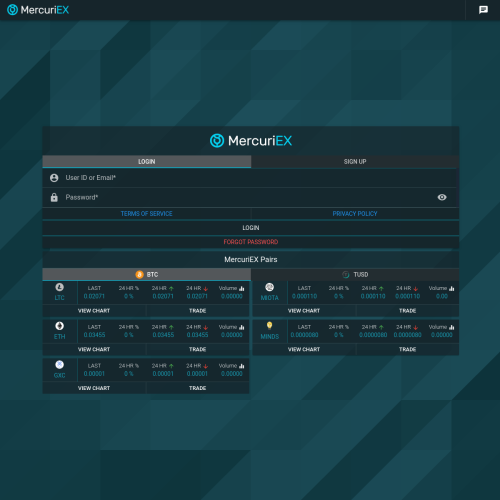 MercuriEX
MercuriEX
LOGIN SIGN UP
User ID or Email*
Password*
TERMS OF SERVICE PRIVACY POLICY
LOGIN
FORGOT PASSWORD
MercuriEX Pairs
BTC TUSD
LAST 24 HR % 24 HR ↑ 24 HR ↓ Volume LAST 24 HR % 24 HR ↑ 24 HR ↓ Volume
LTC 0.02071 0 % 0.02071 0.02071 0.00000 MIOTA 0.000110 0 % 0.000110 0.000110 0.00
VIEW CHART TRADE VIEW CHART TRADE
LAST 24 HR % 24 HR ↑ 24 HR ↓ Volume LAST 24 HR % 24 HR ↑ 24 HR ↓ Volume
ETH 0.03455 0 % 0.03455 0.03455 0.00000 MINDS 0.0000080 0 % 0.0000080 0.0000080 0.00000
VIEW CHART TRADE VIEW CHART TRADE
LAST 24 HR % 24 HR ↑ 24 HR ↓ Volume
GXC 0.00001 0 % 0.00001 0.00001 0.00000
VIEW CHART TRADE